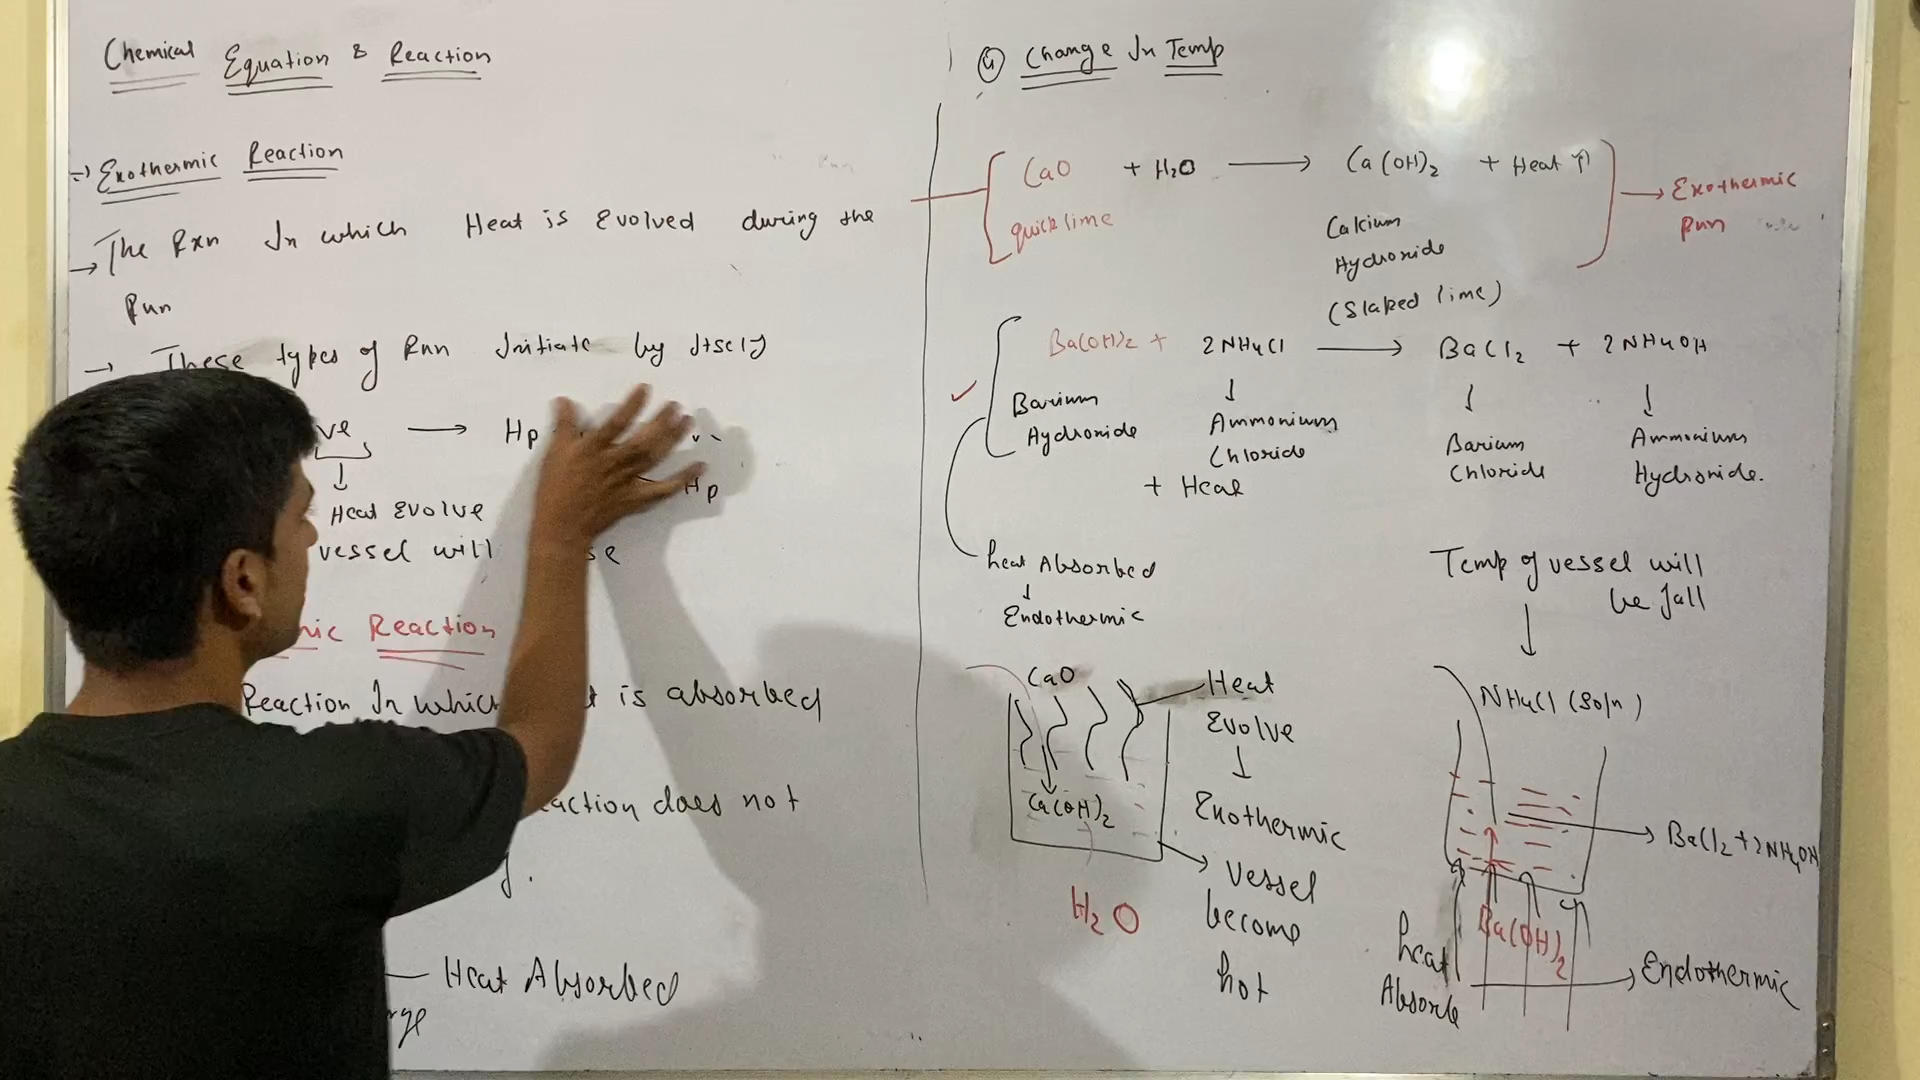 Chemical Equation & Reaction
=> Exothermic Reaction
→ The Rxn In which Heat is Evolved during the
Rxn
→ These types of Rxn Initiate by Itself
ve → Hp
Hp
↓
Heat Evolve
vessel will se
nic Reaction
Reaction In which is absorbed
action does not
Heat Absorbed
④ Change In Temp
CaO + H₂O → Ca(OH)₂ + Heat ↑ → Exothermic
Rxn
quicklime
Calcium
Hydroxide
(Slaked lime)
Ba(OH)₂ + 2NH₄Cl → BaCl₂ + 2NH₄OH
✓
↓ ↓ ↓
Barium
Hydroxide
Ammonium
Chloride
Barium
Chloride
Ammonium
Hydroxide.
+ Heat
heat Absorbed
↓
Endothermic
Temp of vessel will
be fall
↓
CaO
Ca(OH)₂
H₂O
Heat
Evolve
↓
Exothermic
→ Vessel
become
hot
NH₄Cl (Soln)
→ BaCl₂ + 2NH₄OH
Ba(OH)₂
heat
Absorb
→ Endothermic